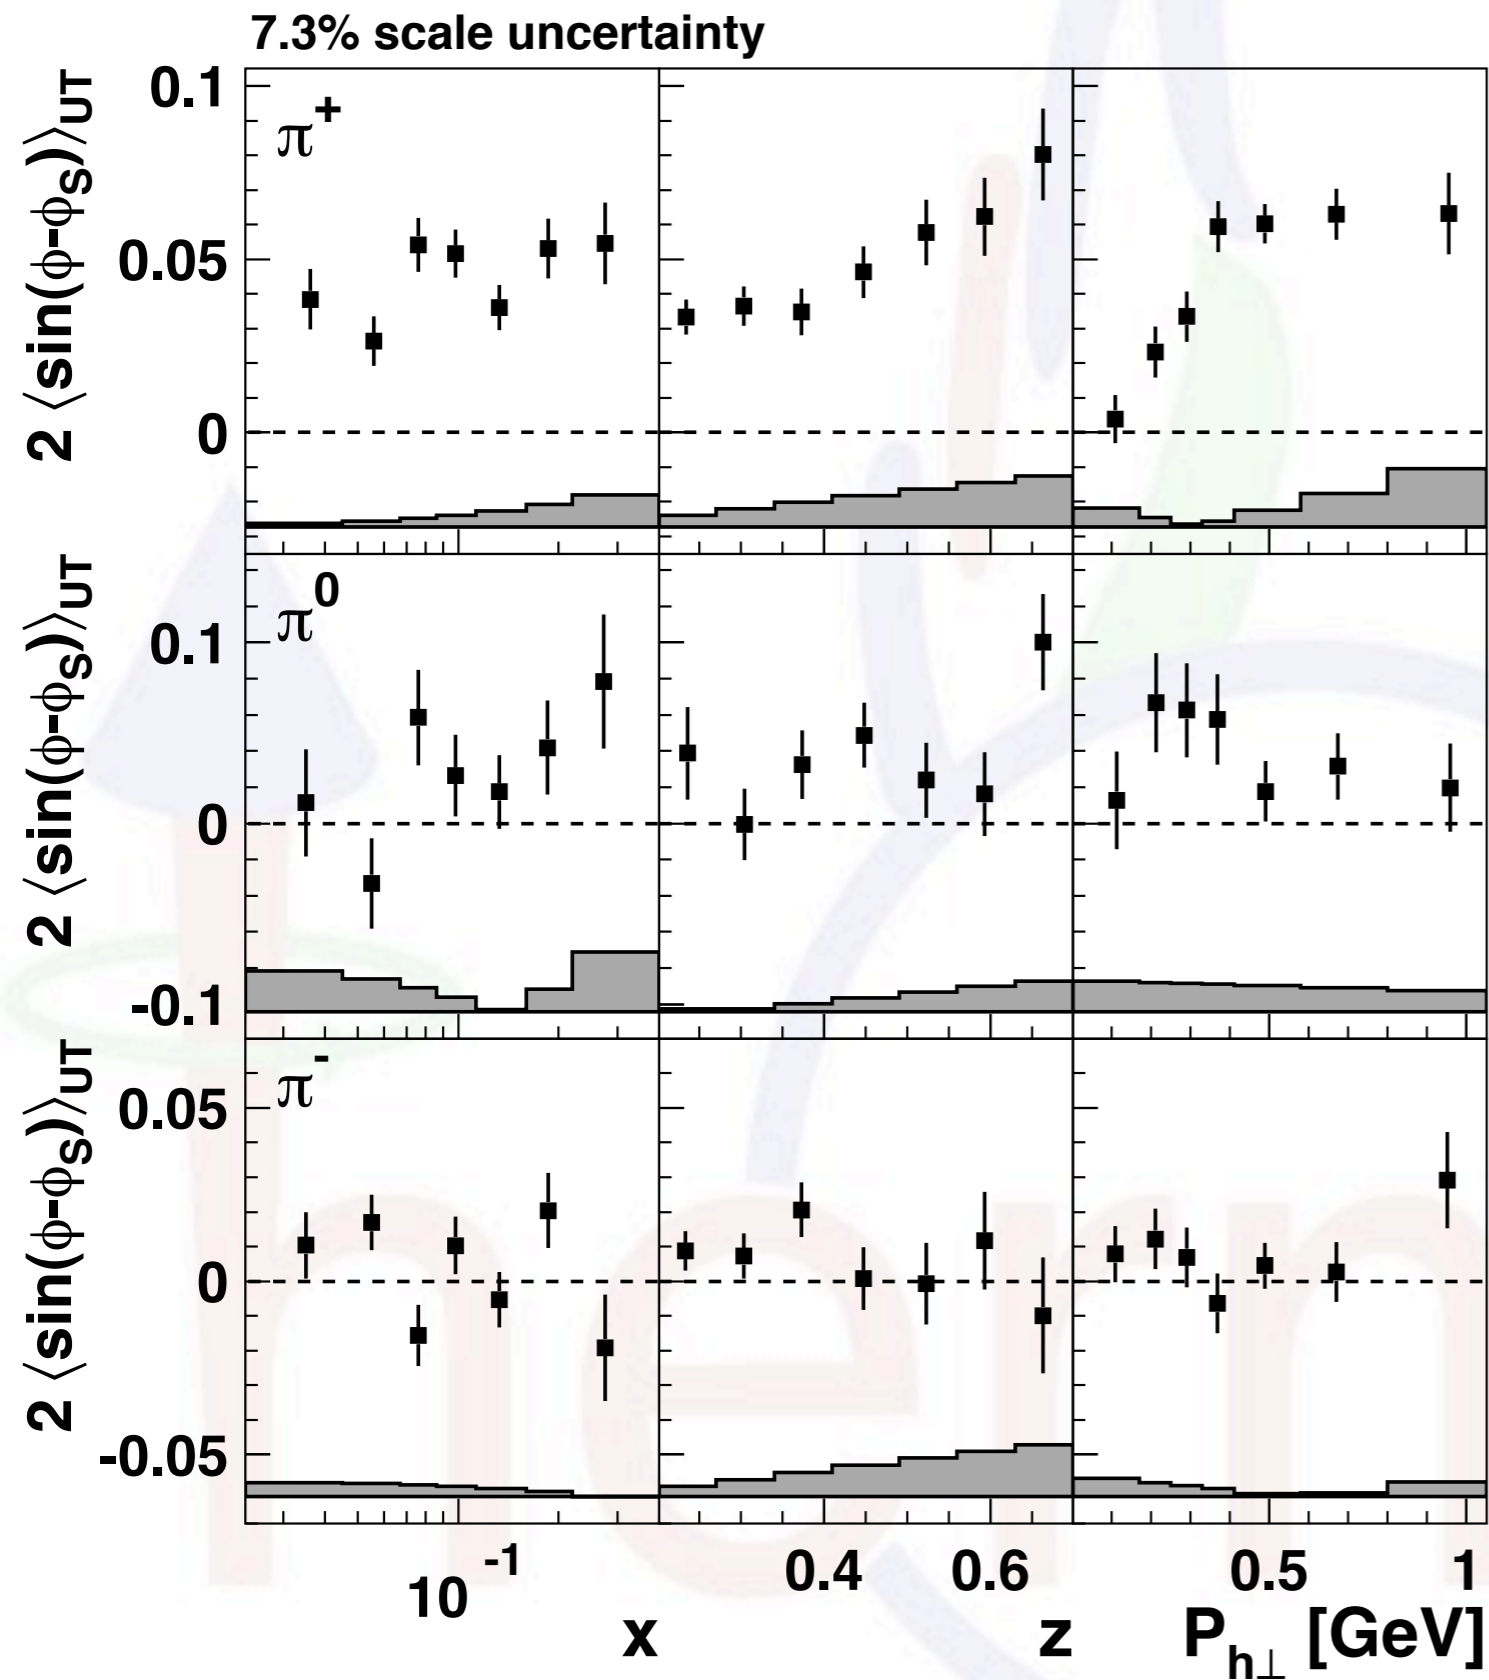 7.3% scale uncertainty
2 ⟨sin(ϕ-ϕS)⟩UT
0.1
0.05
0
π+
2 ⟨sin(ϕ-ϕS)⟩UT
0.1
0
-0.1
π0
2 ⟨sin(ϕ-ϕS)⟩UT
0.05
0
-0.05
π-
10-1
0.4 0.6
0.5 1
x
z
Ph⊥ [GeV]
herm